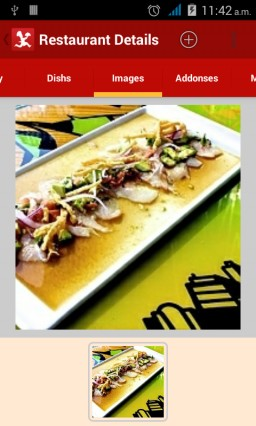 11:42 a.m.
Restaurant Details
y Dishs Images Addonses M